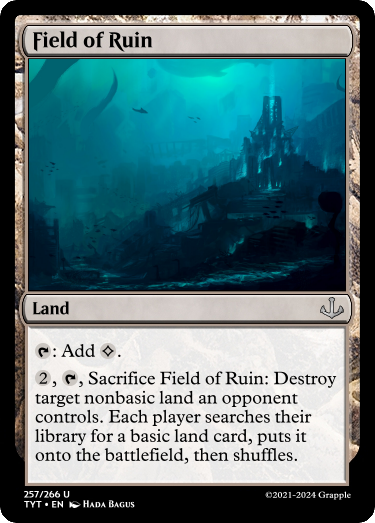 Field of Ruin
Land
: Add .
2, , Sacrifice Field of Ruin: Destroy
target nonbasic land an opponent
controls. Each player searches their
library for a basic land card, puts it
onto the battlefield, then shuffles.
257/266 U
TYT • EN Hada Bagus
©2021-2024 Grapple